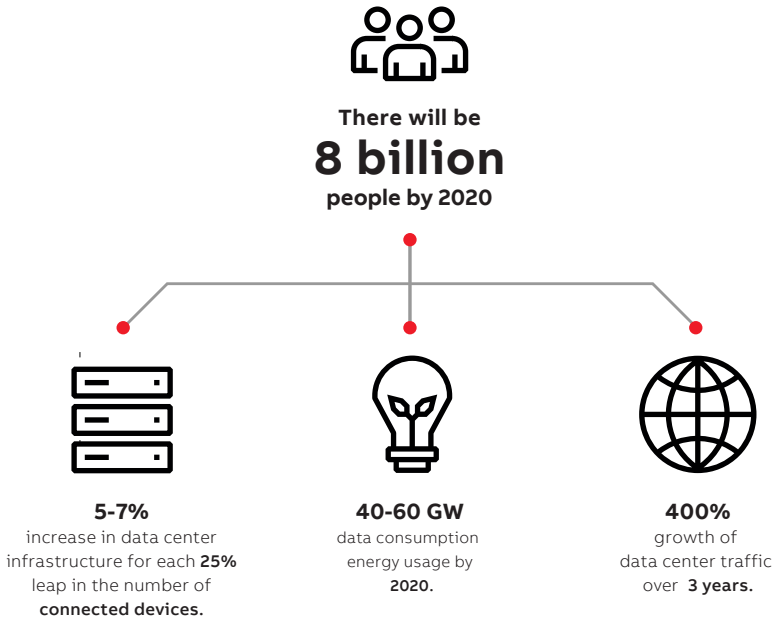 There will be
8 billion
people by 2020
5-7%
increase in data center
infrastructure for each 25%
leap in the number of
connected devices.
40-60 GW
data consumption
energy usage by
2020.
400%
growth of
data center traffic
over 3 years.